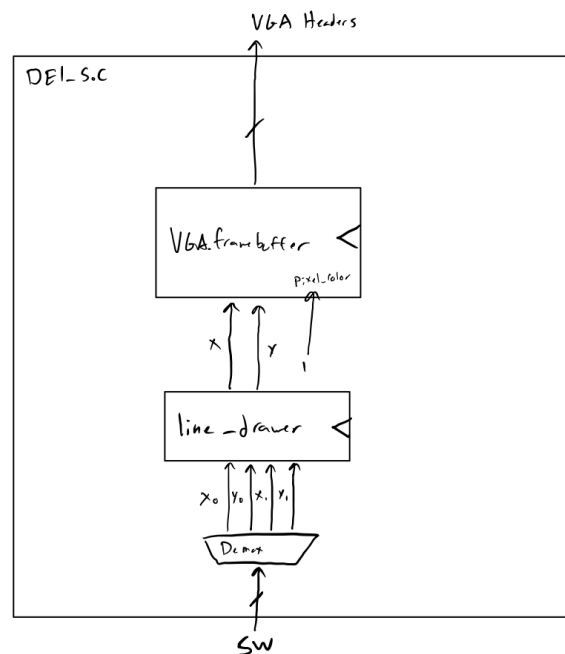 VGA Headers
DE1_SoC
VGA_framebuffer
pixel_color
x
y
1
line_drawer
x₀ y₀ x₁ y₁
Demux
SW